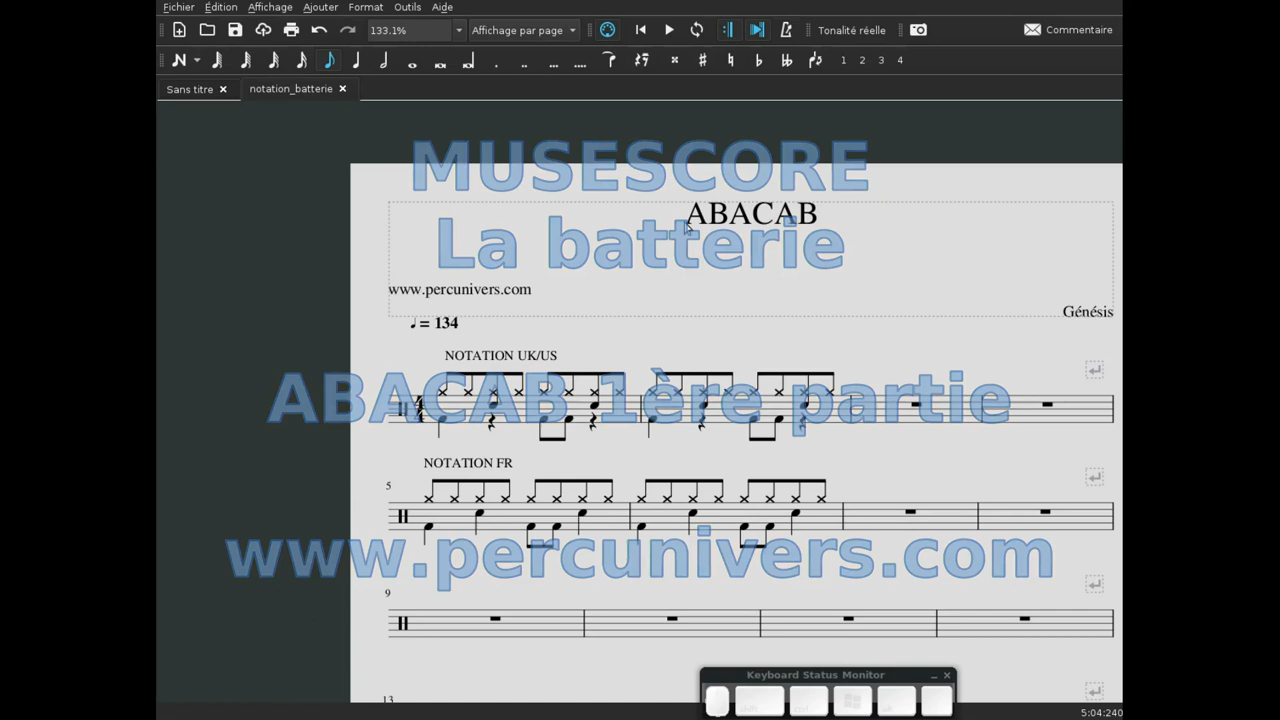 Fichier Édition Affichage Ajouter Format Outils Aide
133.1% Affichage par page Tonalité réelle Commentaire
1 2 3 4
Sans titre notation_batterie
MUSESCORE
ABACAB
La batterie
www.percunivers.com
Génésis
= 134
NOTATION UK/US
ABACAB 1ère partie
NOTATION FR
5
www.percunivers.com
9
Keyboard Status Monitor
13
5:04:240